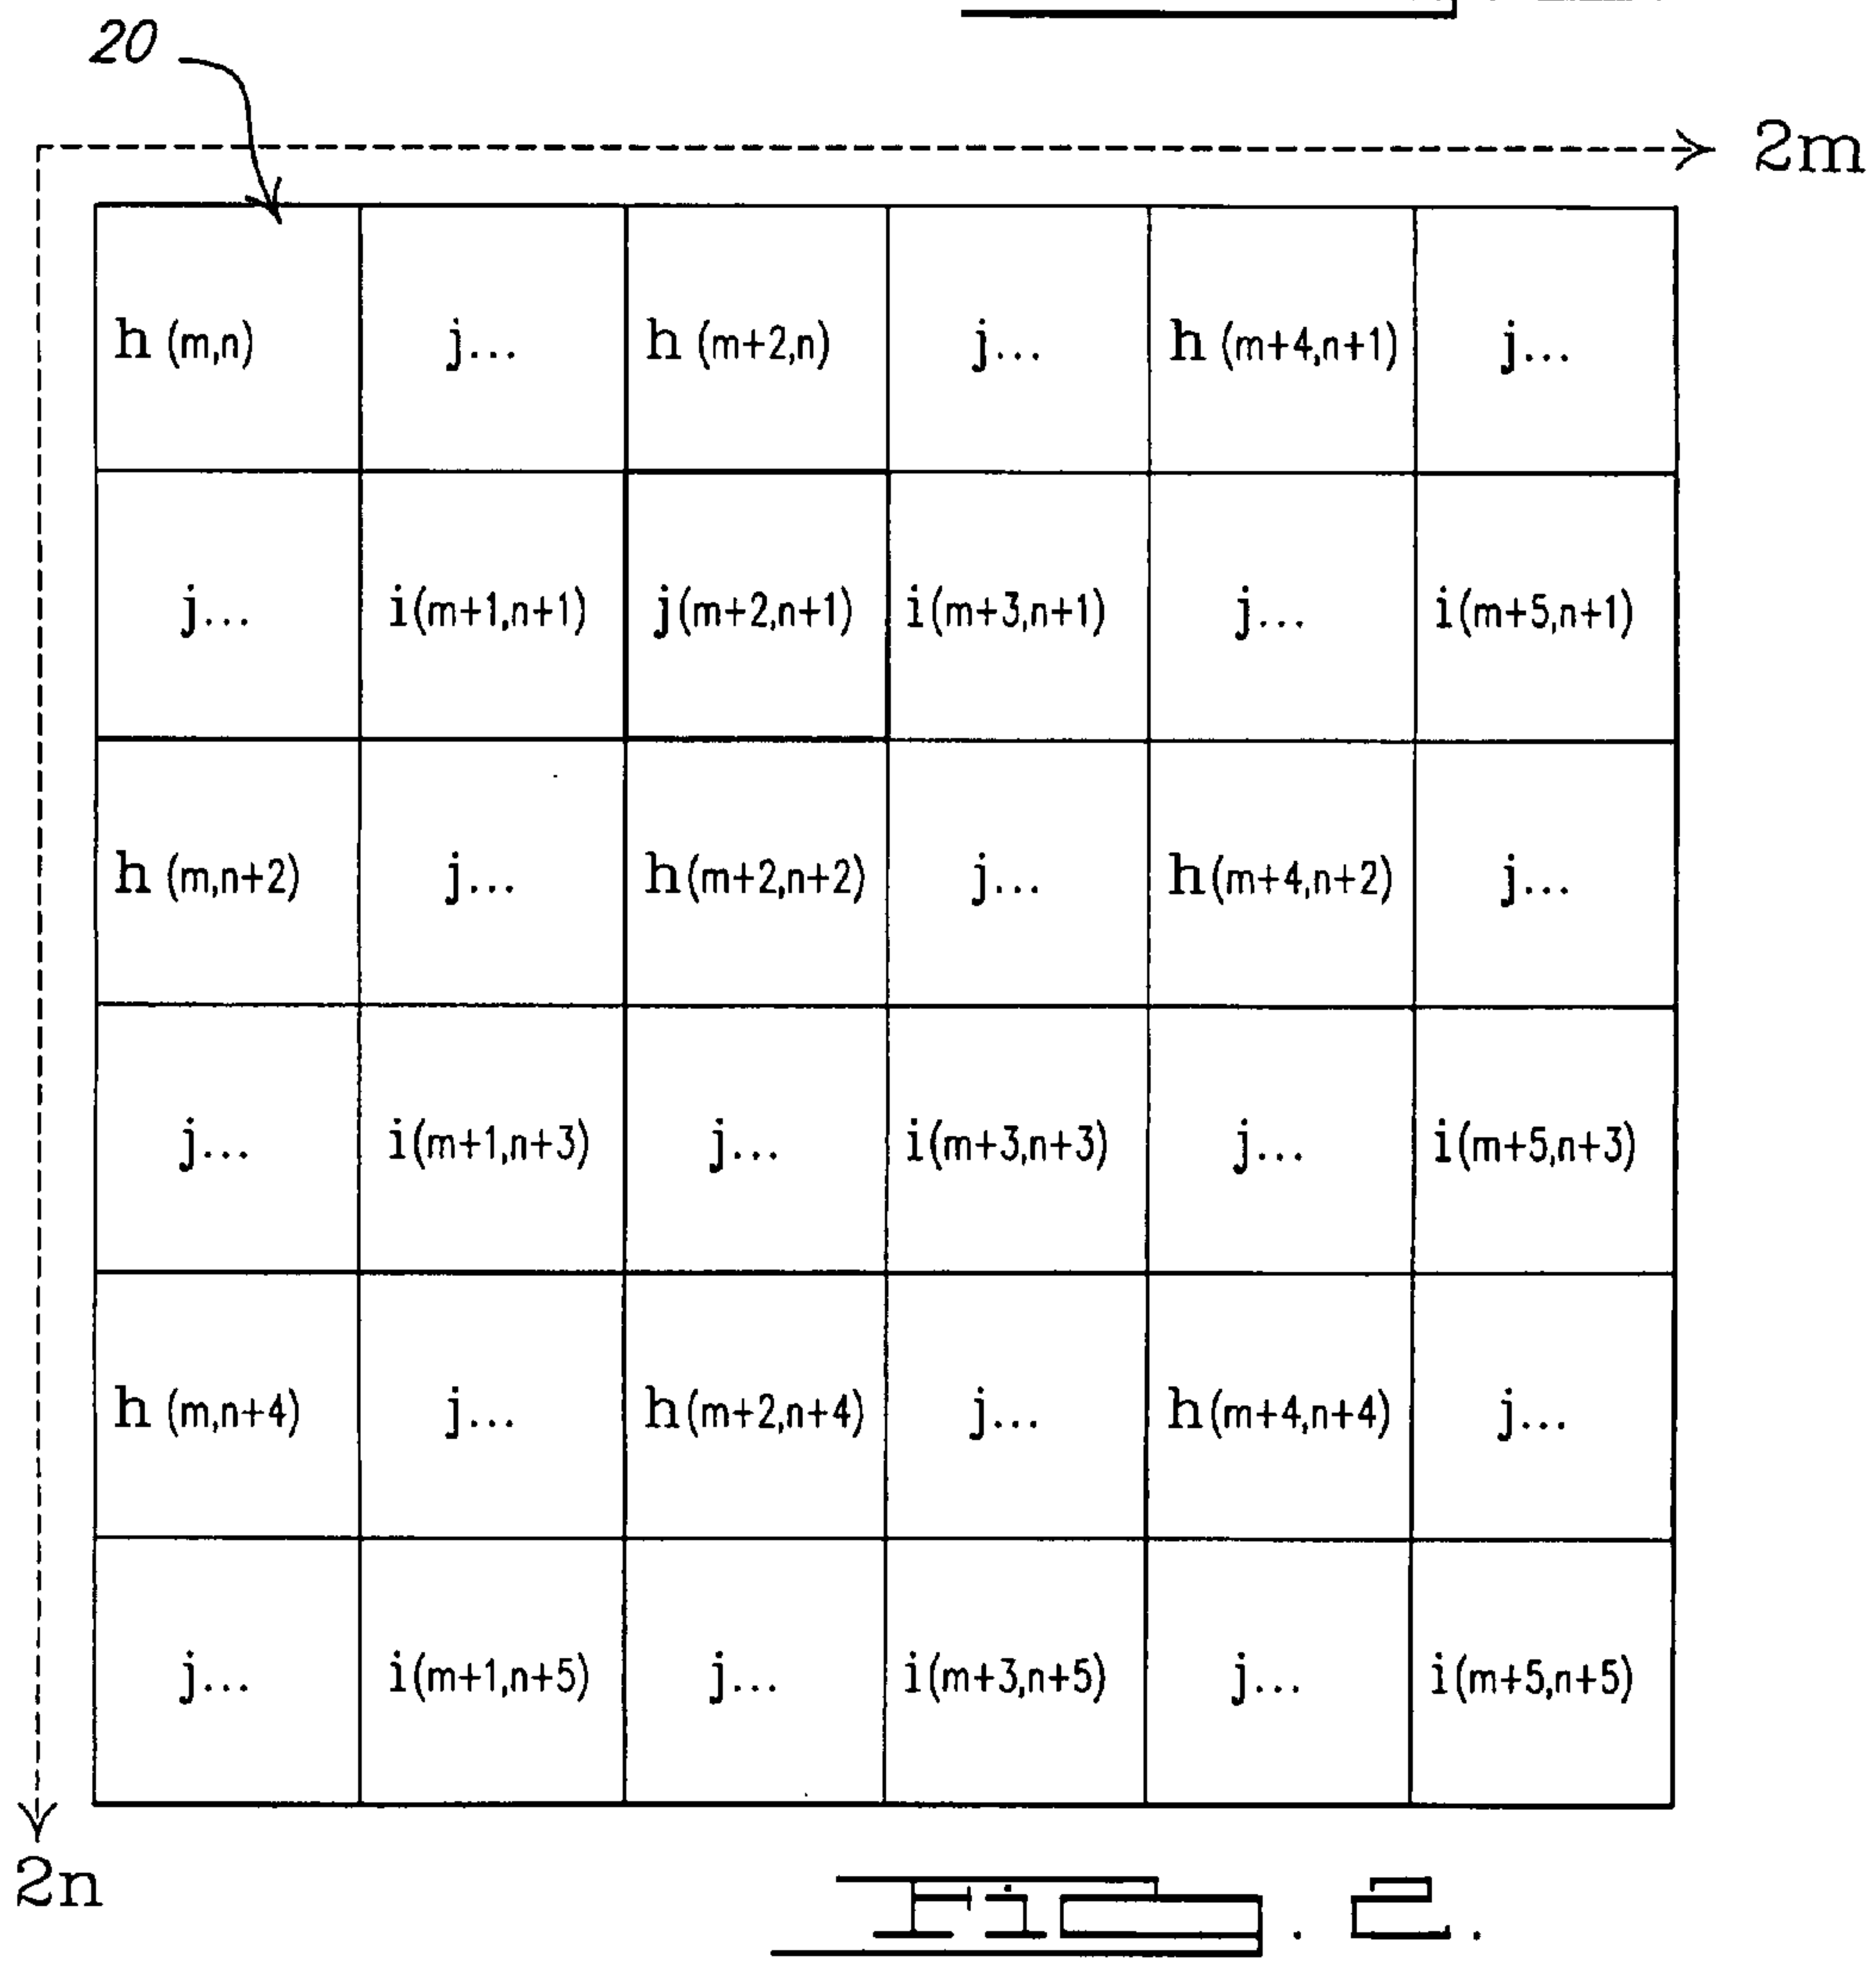 20
2m
h (m,n) j... h (m+2,n) j... h (m+4,n+1) j...
j... i(m+1,n+1) j(m+2,n+1) i(m+3,n+1) j... i(m+5,n+1)
h (m,n+2) j... h(m+2,n+2) j... h(m+4,n+2) j...
j... i(m+1,n+3) j... i(m+3,n+3) j... i(m+5,n+3)
h (m,n+4) j... h(m+2,n+4) j... h(m+4,n+4) j...
j... i(m+1,n+5) j... i(m+3,n+5) j... i(m+5,n+5)
2n
Fig. 2.